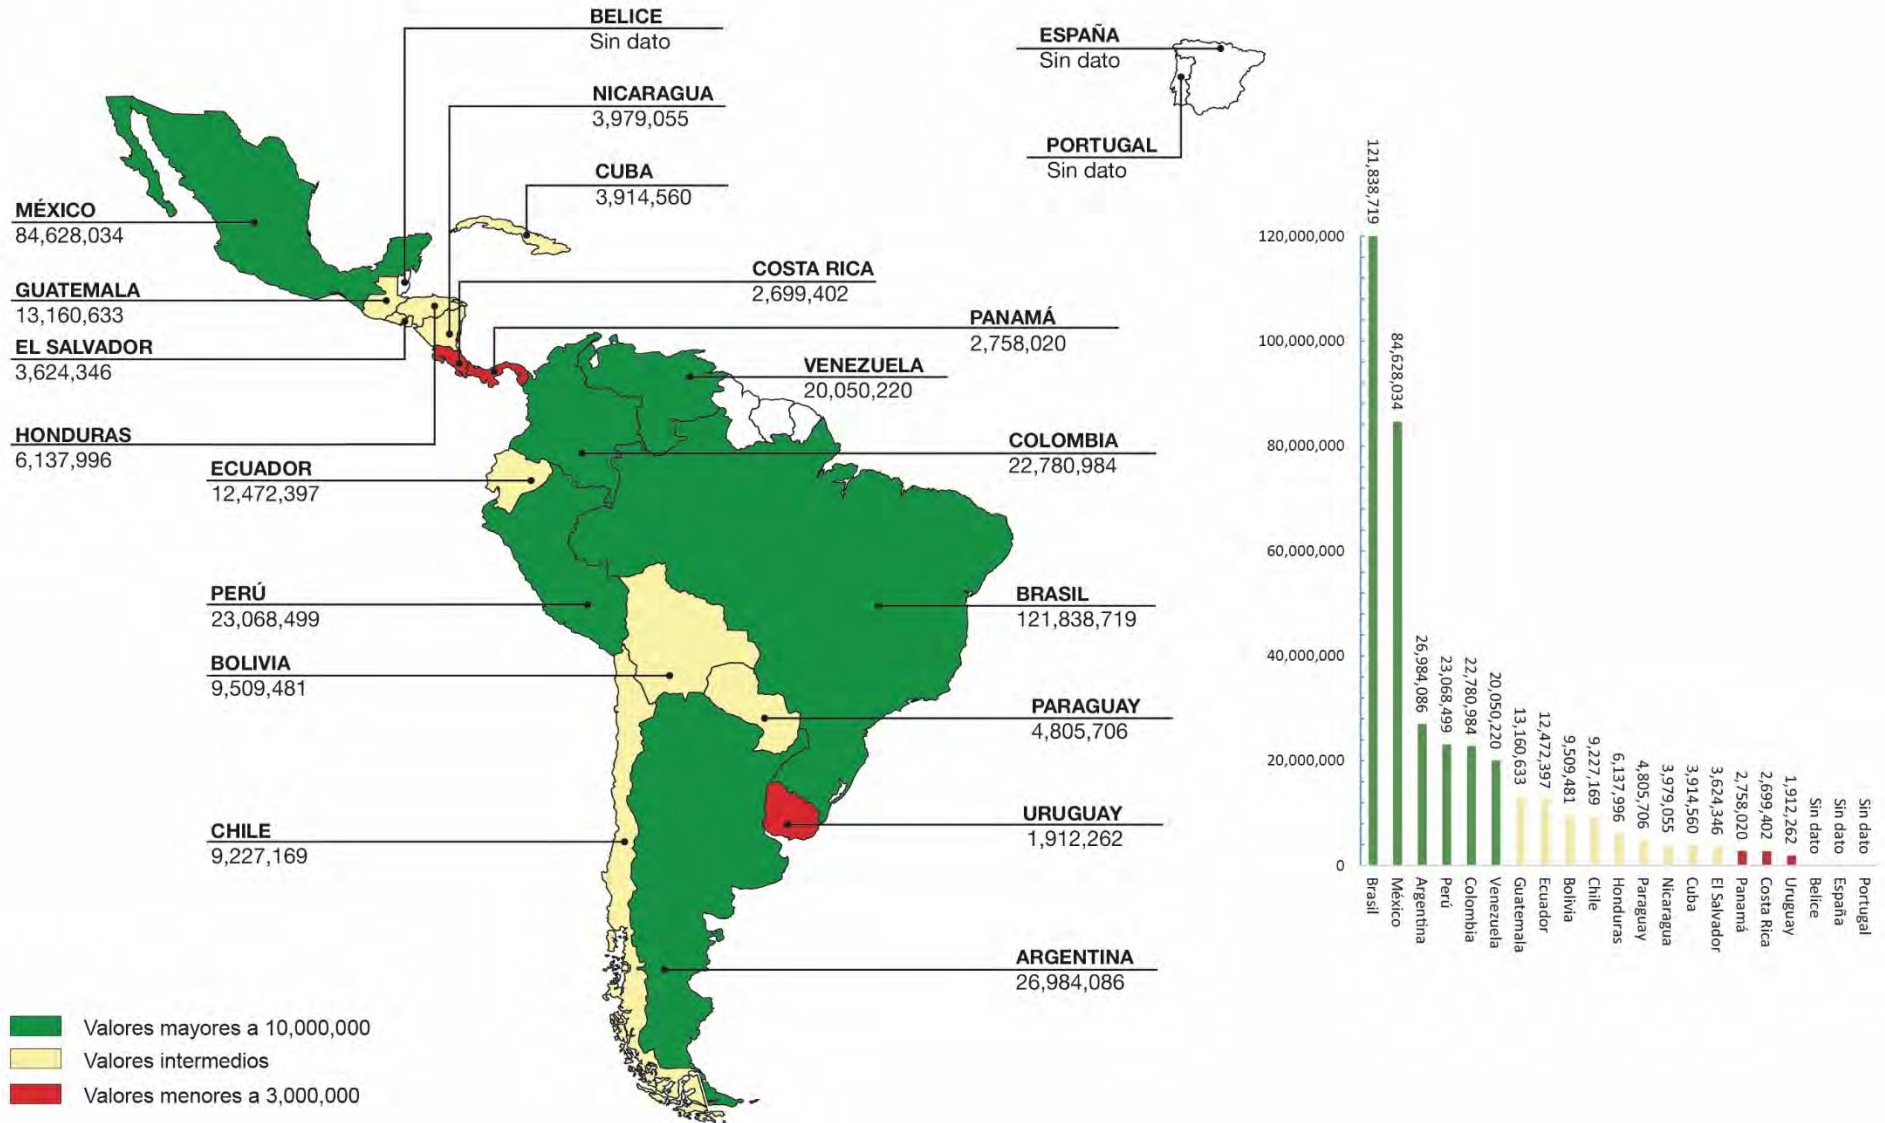 BELICE
Sin dato
NICARAGUA
3,979,055
CUBA
3,914,560
MÉXICO
84,628,034
COSTA RICA
2,699,402
GUATEMALA
13,160,633
PANAMÁ
2,758,020
EL SALVADOR
3,624,346
VENEZUELA
20,050,220
HONDURAS
6,137,996
COLOMBIA
22,780,984
ECUADOR
12,472,397
PERÚ
23,068,499
BRASIL
121,838,719
BOLIVIA
9,509,481
PARAGUAY
4,805,706
URUGUAY
1,912,262
CHILE
9,227,169
ARGENTINA
26,984,086
Valores mayores a 10,000,000
Valores intermedios
Valores menores a 3,000,000
ESPAÑA
Sin dato
PORTUGAL
Sin dato
120,000,000
100,000,000
80,000,000
60,000,000
40,000,000
20,000,000
0
121,838,719
84,628,034
26,984,086
23,068,499
22,780,984
20,050,220
13,160,633
12,472,397
9,509,481
9,227,169
6,137,996
4,805,706
3,979,055
3,914,560
3,624,346
2,758,020
2,699,402
1,912,262
Sin dato
Sin dato
Sin dato
Brasil
México
Argentina
Perú
Colombia
Venezuela
Guatemala
Ecuador
Bolivia
Chile
Honduras
Paraguay
Nicaragua
Cuba
El Salvador
Panamá
Costa Rica
Uruguay
Belice
España
Portugal